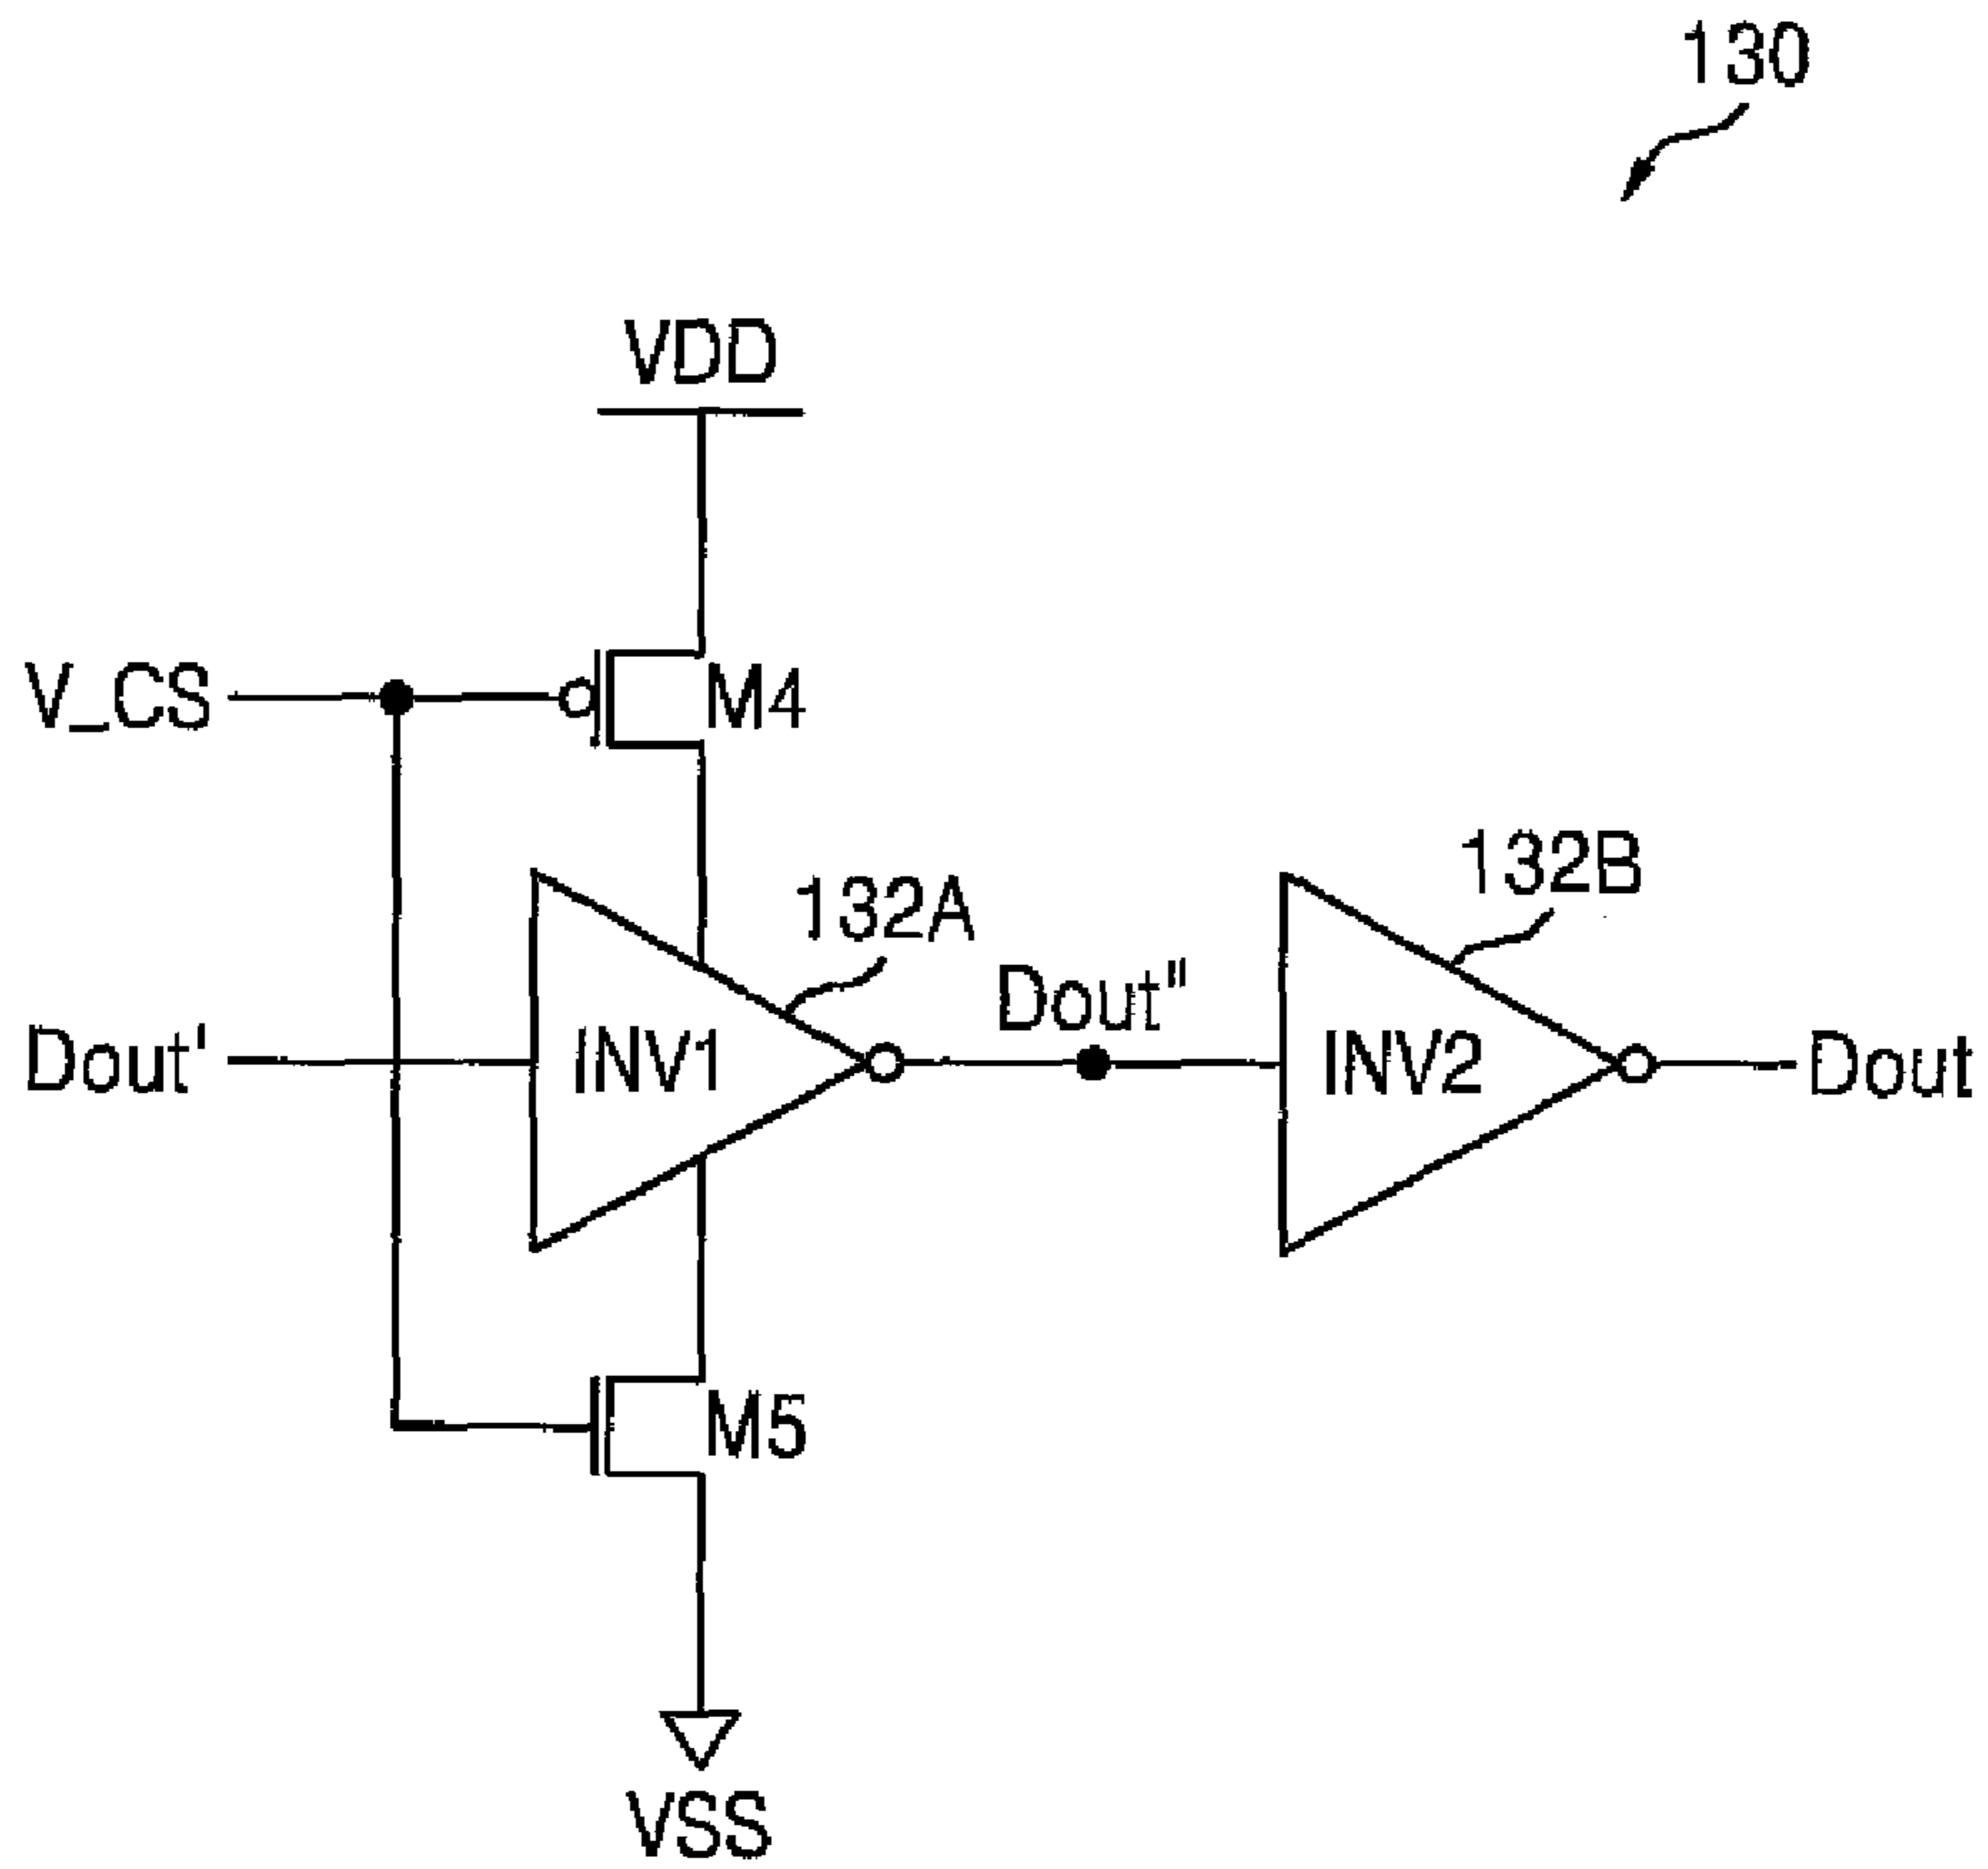 130
VDD
V_CS
M4
132A
132B
Dout'
INV1
Dout"
INV2
Dout
M5
VSS